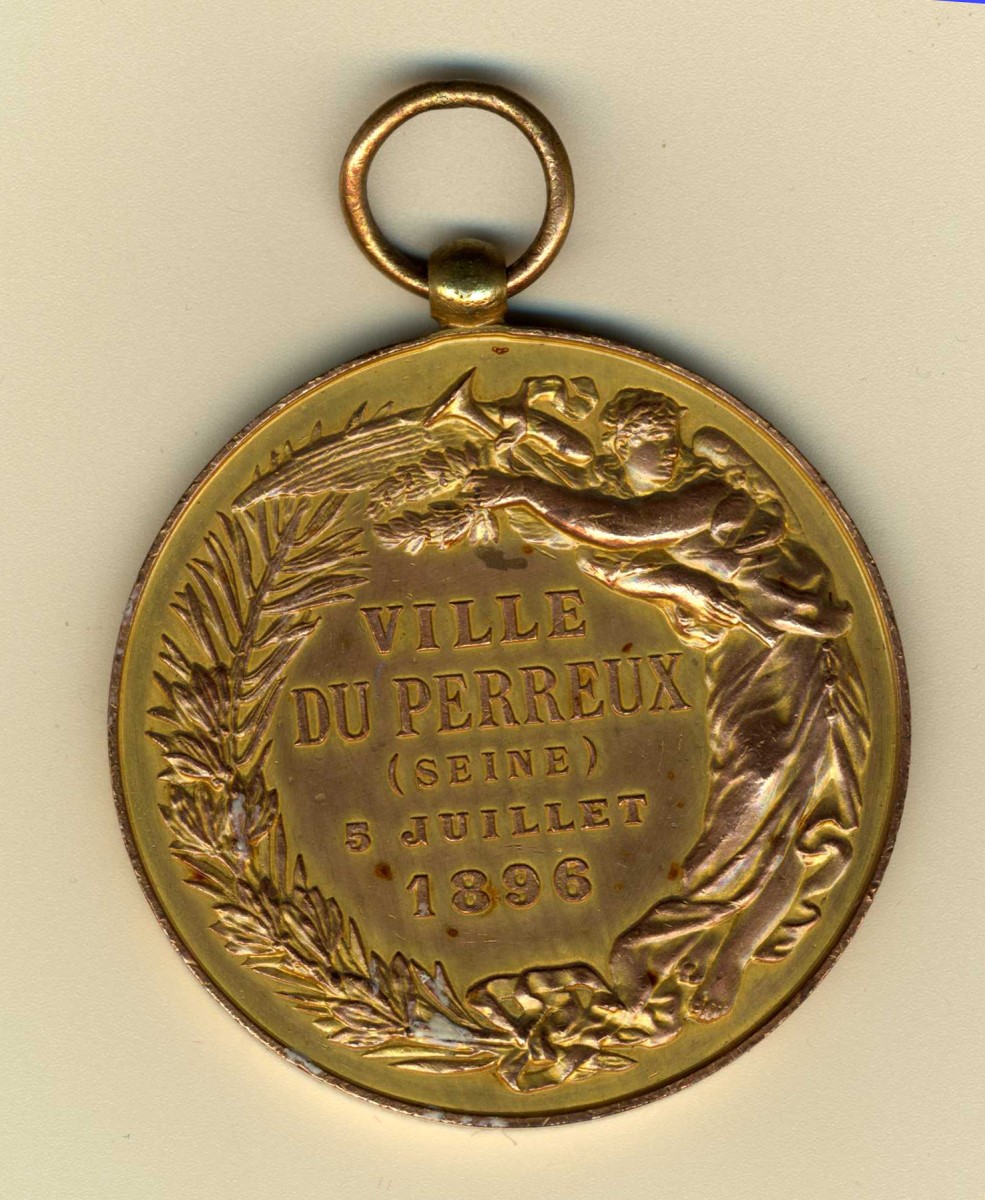 VILLE
DU PERREUX
(SEINE)
5 JUILLET
1896